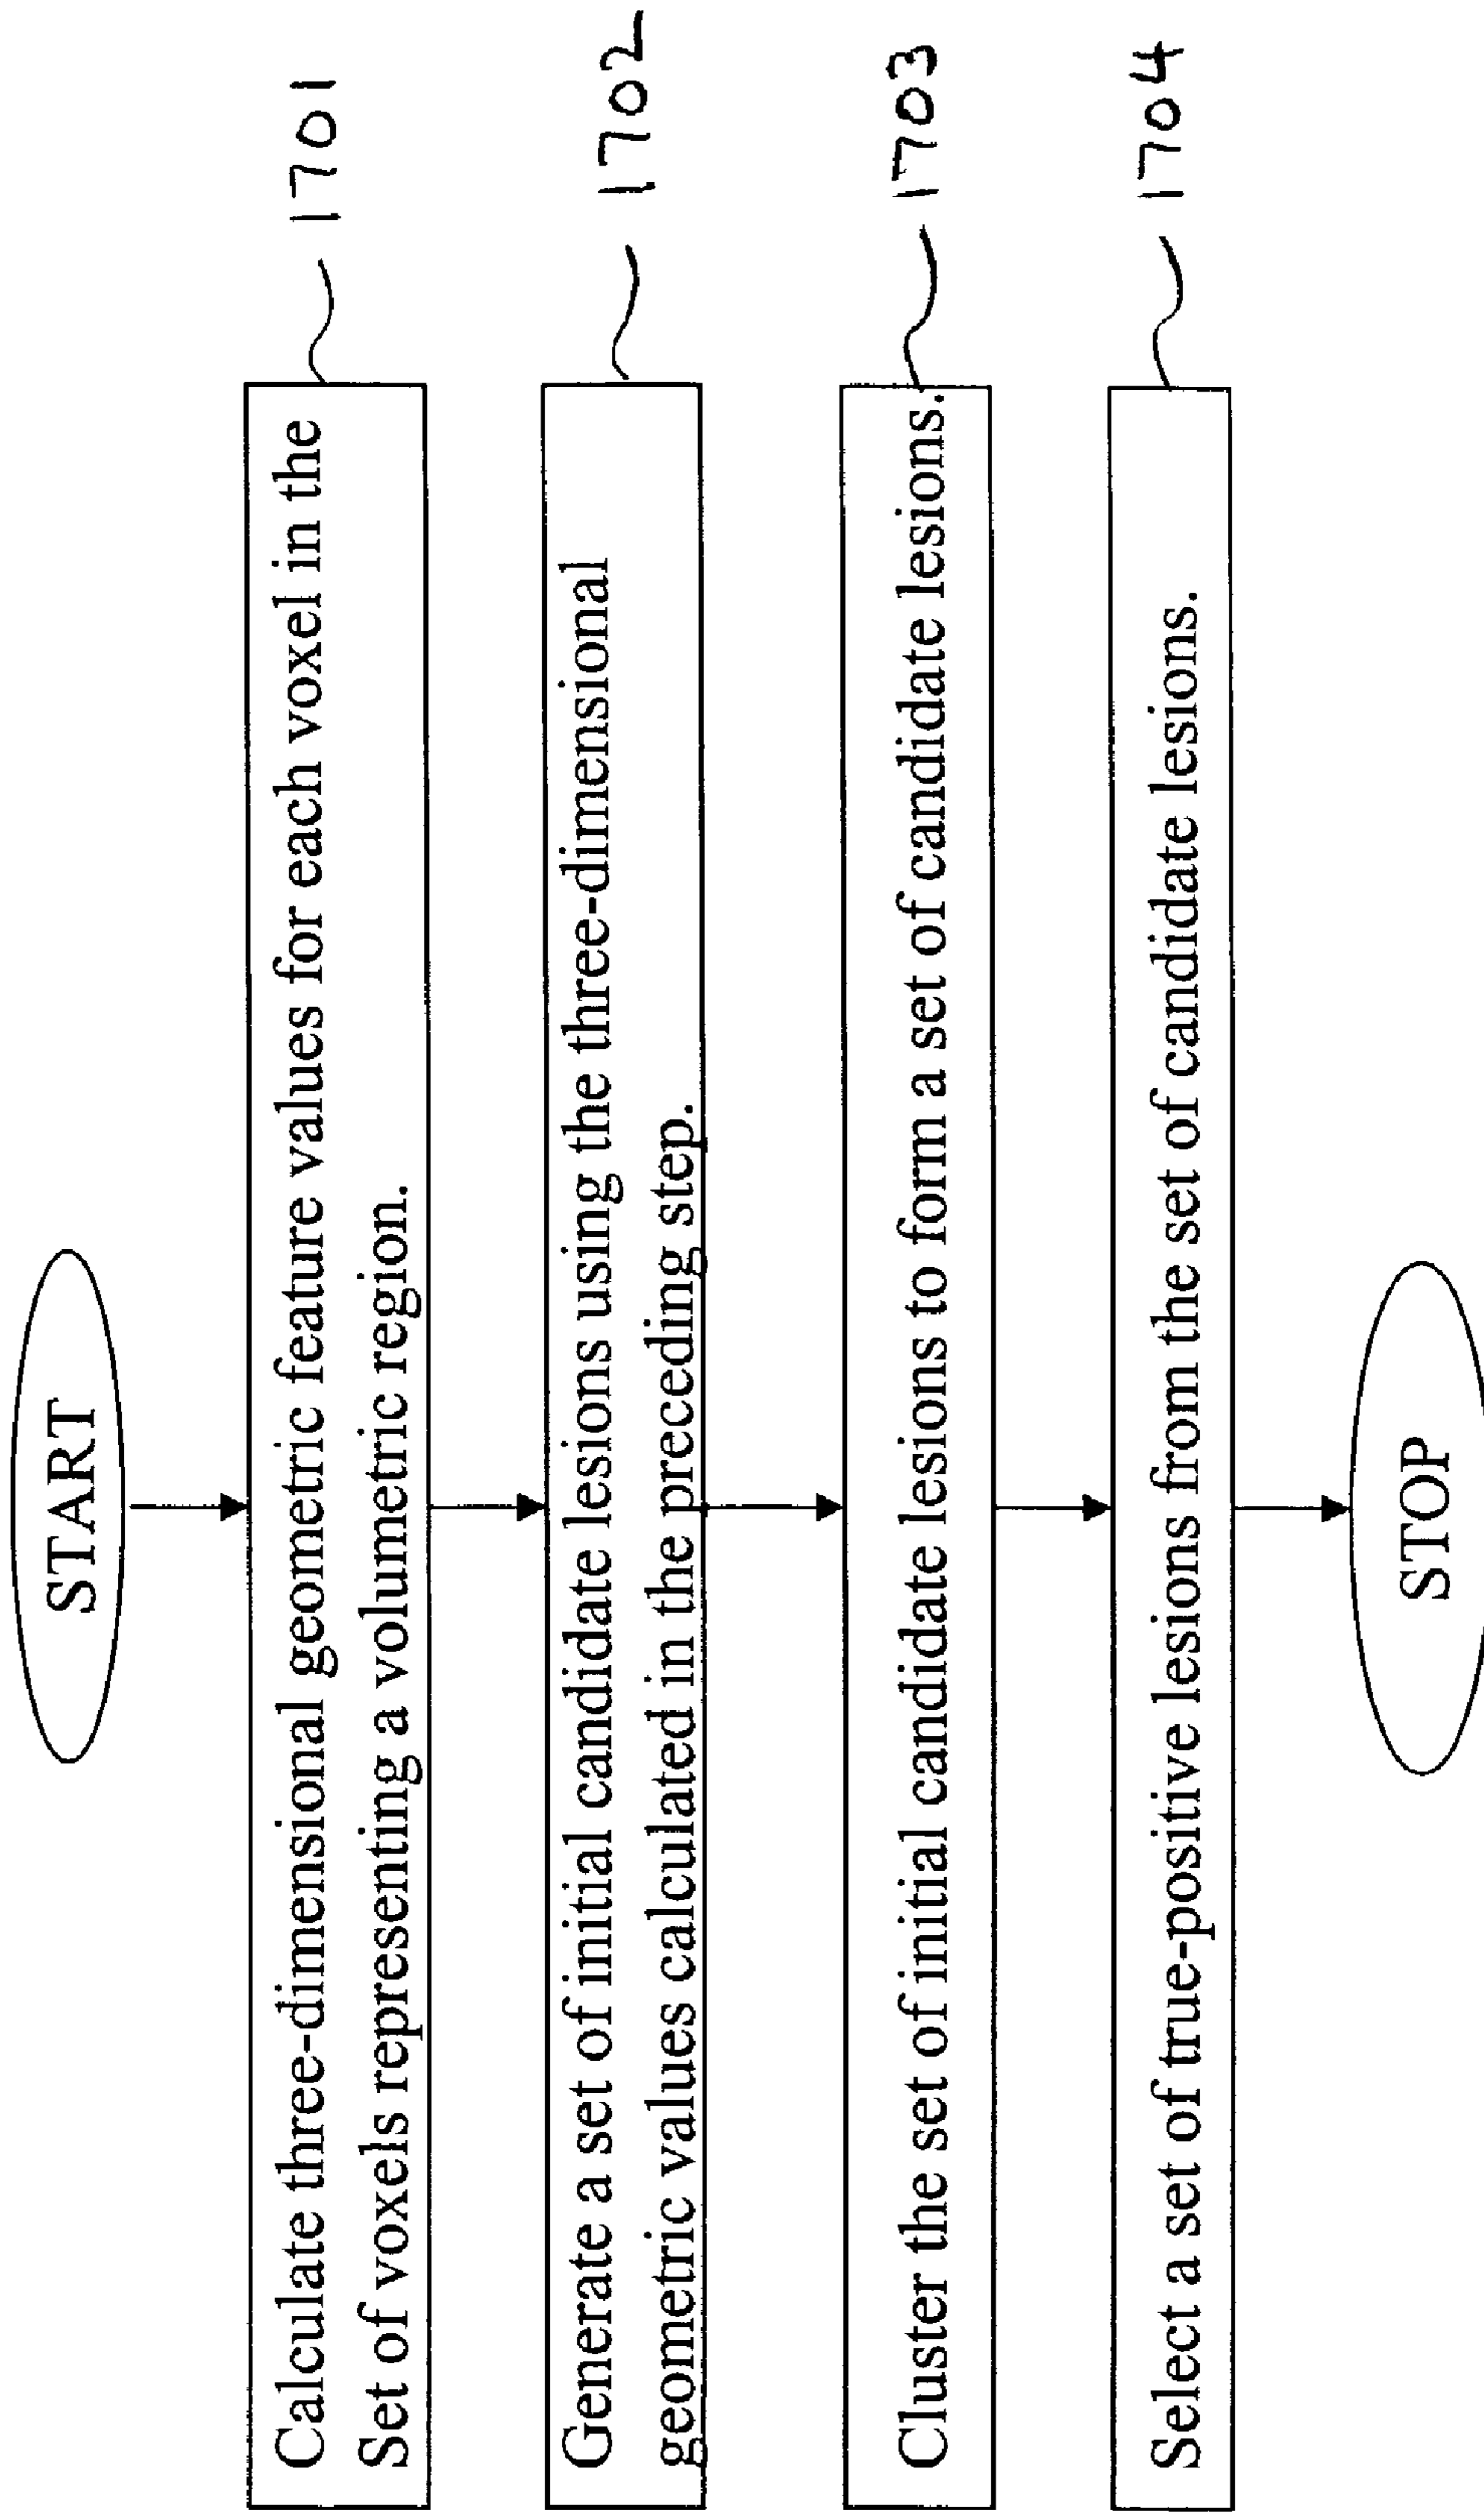 START
Calculate three-dimensional geometric feature values for each voxel in the
Set of voxels representing a volumetric region.
1701
Generate a set of initial candidate lesions using the three-dimensional
geometric values calculated in the preceding step.
1702
Cluster the set of initial candidate lesions to form a set of candidate lesions.
1703
Select a set of true-positive lesions from the set of candidate lesions.
1704
STOP